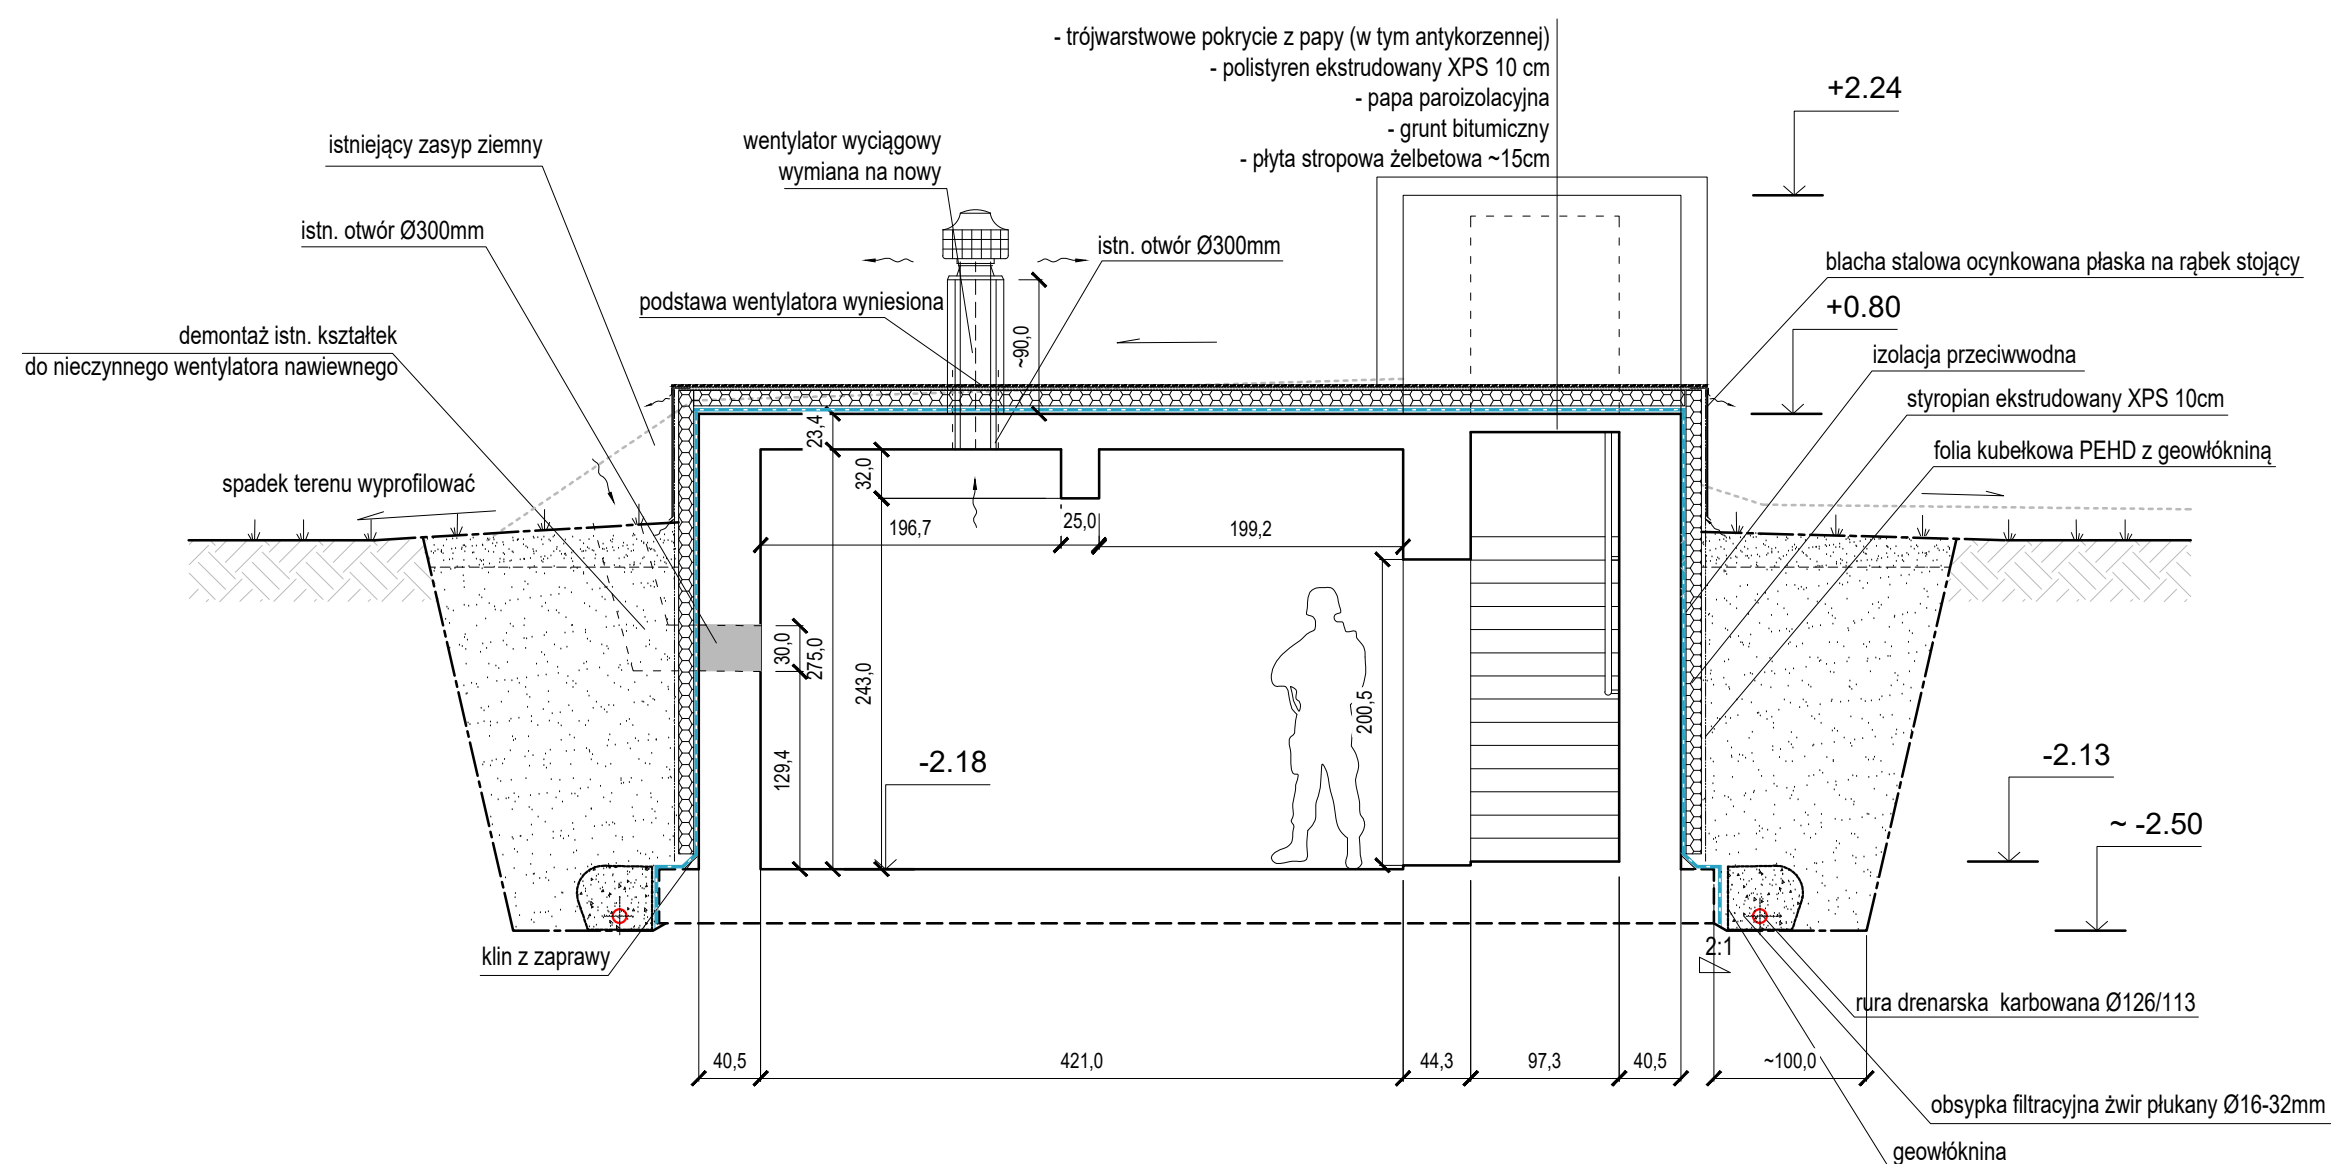 - trójwarstwowe pokrycie z papy (w tym antykorzennej)
- polistyren ekstrudowany XPS 10 cm
- papa paroizolacyjna
- grunt bitumiczny
- płyta stropowa żelbetowa ~15cm
+2.24
istniejący zasyp ziemny
wentylator wyciągowy
wymiana na nowy
istn. otwór Ø300mm
istn. otwór Ø300mm
blacha stalowa ocynkowana płaska na rąbek stojący
podstawa wentylatora wyniesiona
+0.80
demontaż istn. kształtek
do nieczynnego wentylatora nawiewnego
~90,0
izolacja przeciwwodna
styropian ekstrudowany XPS 10cm
folia kubełkowa PEHD z geowłókniną
23,4
32,0
spadek terenu wyprofilować
196,7
25,0
199,2
30,0
275,0
243,0
200,5
129,4
-2.18
-2.13
~ -2.50
klin z zaprawy
2:1
rura drenarska karbowana Ø126/113
40,5
421,0
44,3
97,3
40,5
~100,0
obsypka filtracyjna żwir płukany Ø16-32mm
geowłóknina